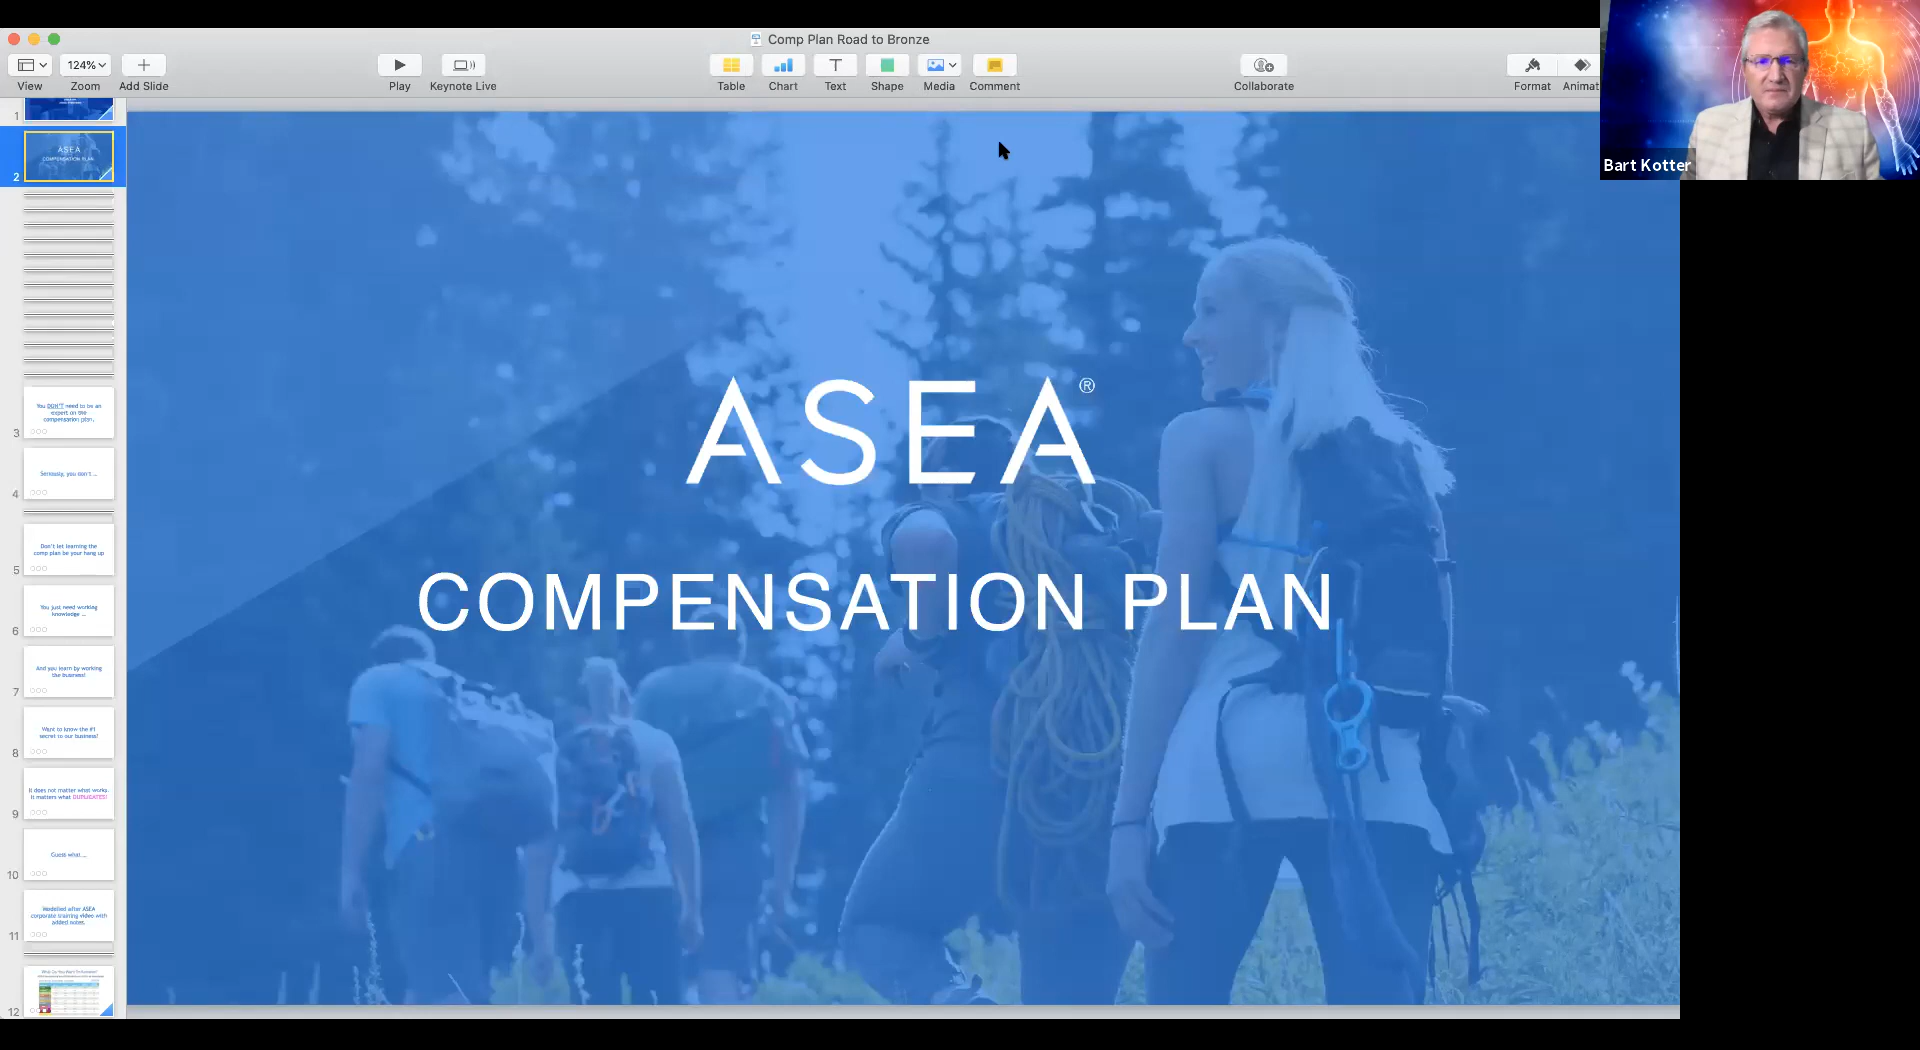 Comp Plan Road to Bronze
124%
View Zoom Add Slide Play Keynote Live Table Chart Text Shape Media Comment Collaborate Format Animat
Bart Kotter
1
ASEA
COMPENSATION PLAN
2
You DON'T need to be an
expert on the
compensation plan.
3
Seriously, you don't ...
4
Don't let learning the
comp plan be your hang up
5
You just need working
knowledge ...
6
And you learn by working
the business!
7
Want to know the #1
secret to our business?
8
It does not matter what works.
It matters what DUPLICATES!
9
Guess what...
10
Modelled after ASEA
corporate training video with
added notes.
11
12
ASEA®
COMPENSATION PLAN